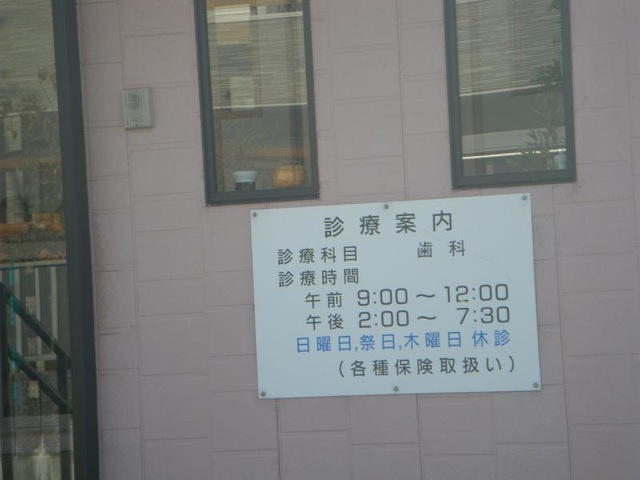 診療案内
診療科目 歯科
診療時間
午前 9:00～12:00
午後 2:00～ 7:30
日曜日,祭日,木曜日 休診
(各種保険取扱い)